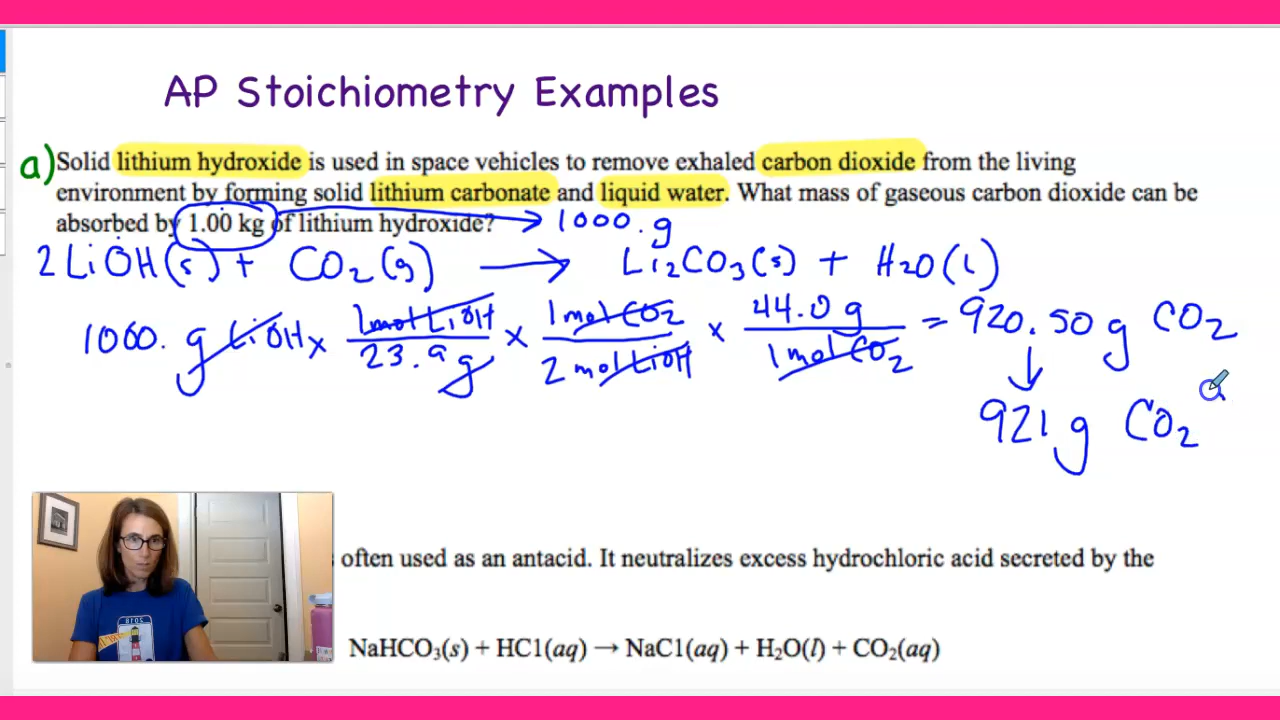 AP Stoichiometry Examples
a) Solid lithium hydroxide is used in space vehicles to remove exhaled carbon dioxide from the living
environment by forming solid lithium carbonate and liquid water. What mass of gaseous carbon dioxide can be
absorbed by 1.00 kg of lithium hydroxide? → 1000. g
2LiOH(s) + CO2(g) → Li2CO3(s) + H2O(l)
1000. g LiOH x 1mol LiOH / 23.9 g x 1mol CO2 / 2 mol LiOH x 44.0 g / 1mol CO2 = 920.50 g CO2
↓
921 g CO2
often used as an antacid. It neutralizes excess hydrochloric acid secreted by the
NaHCO3(s) + HC1(aq) → NaC1(aq) + H2O(l) + CO2(aq)